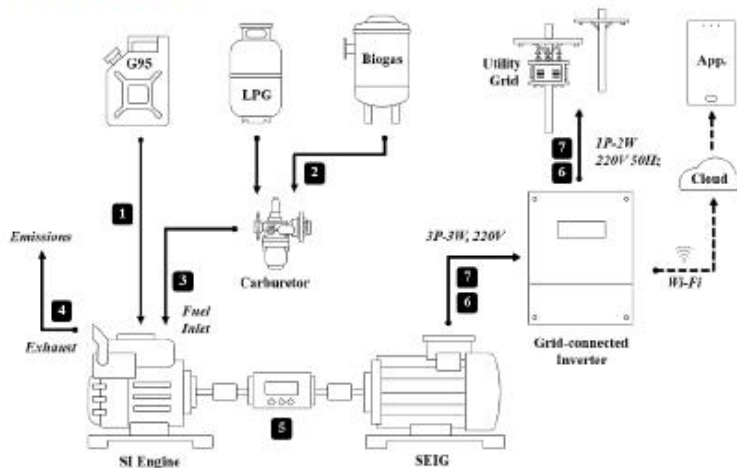 G95
LPG
Biogas
Utility
Grid
App.
7
6
1P-2W
220V 50Hz
2
Cloud
1
Emissions
3P-3W, 220V
Carburetor
3
Fuel
Inlet
7
6
Wi-Fi
4
Exhaust
Grid-connected
Inverter
5
SI Engine
SEIG